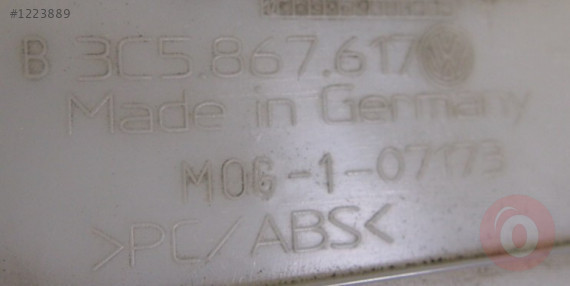 #1223889
B 3C5.867.617
Made in Germany
M06-1-07173
>PC/ABS<